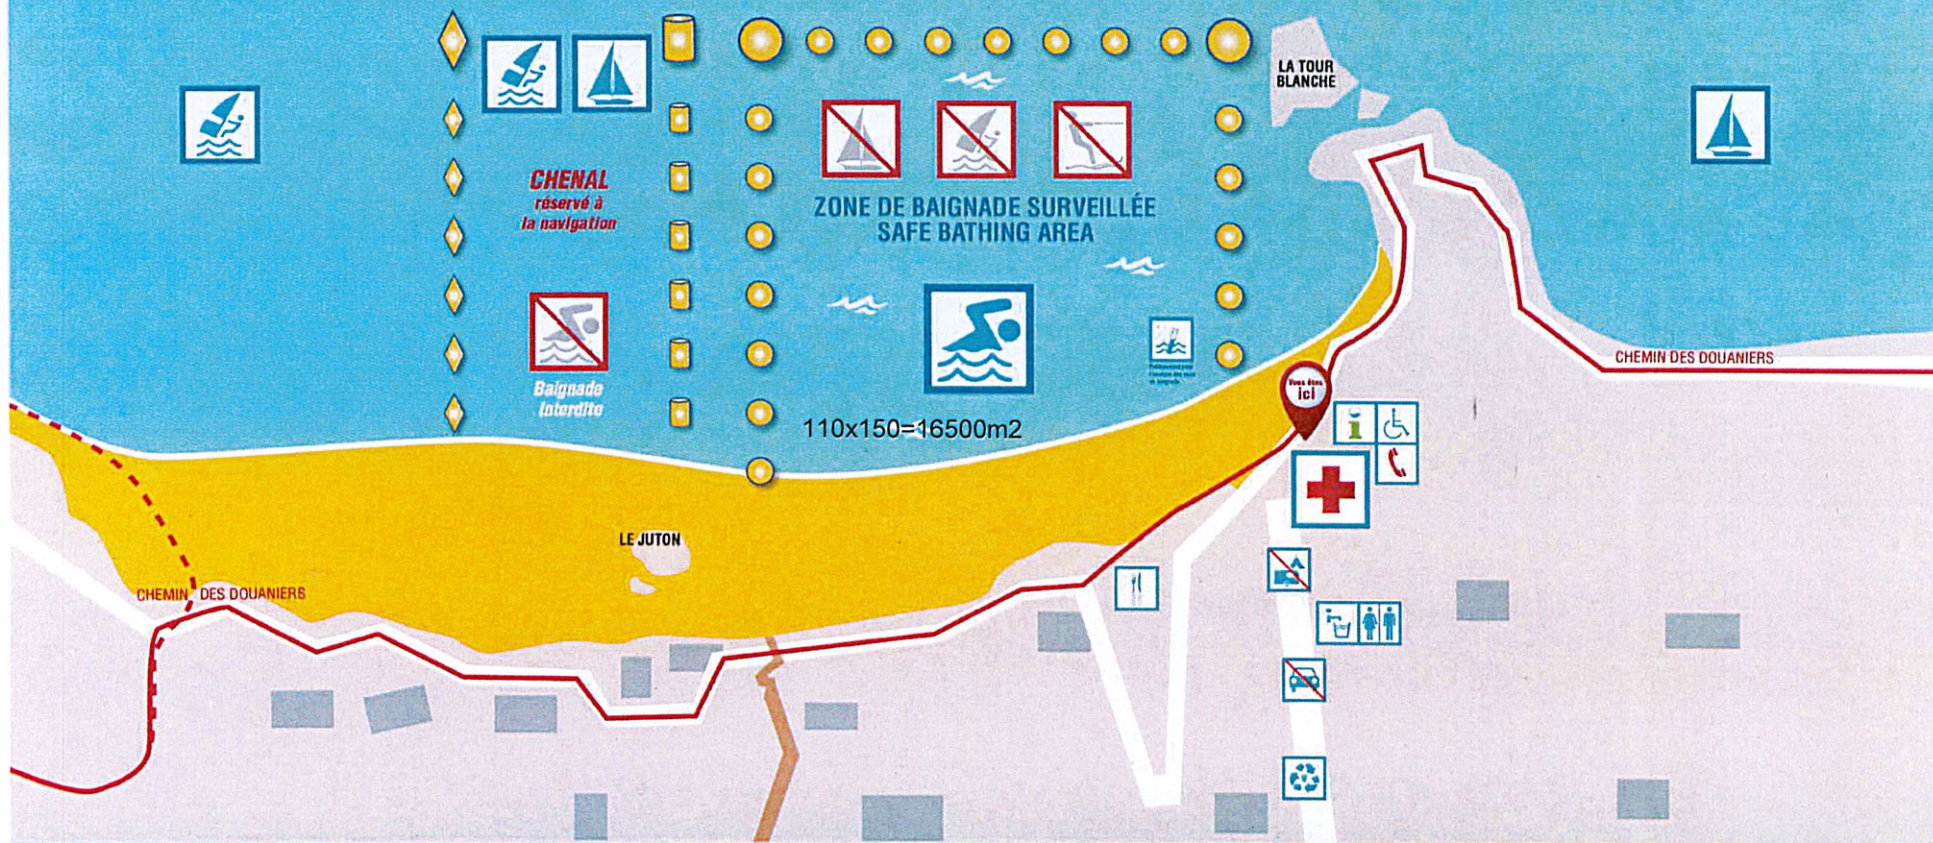 LA TOUR
BLANCHE
CHENAL
réservé à
la navigation
ZONE DE BAIGNADE SURVEILLÉE
SAFE BATHING AREA
Baignade
Interdite
110x150=16500m2
Vous êtes
ici
CHEMIN DES DOUANIERS
LE JUTON
CHEMIN DES DOUANIERS